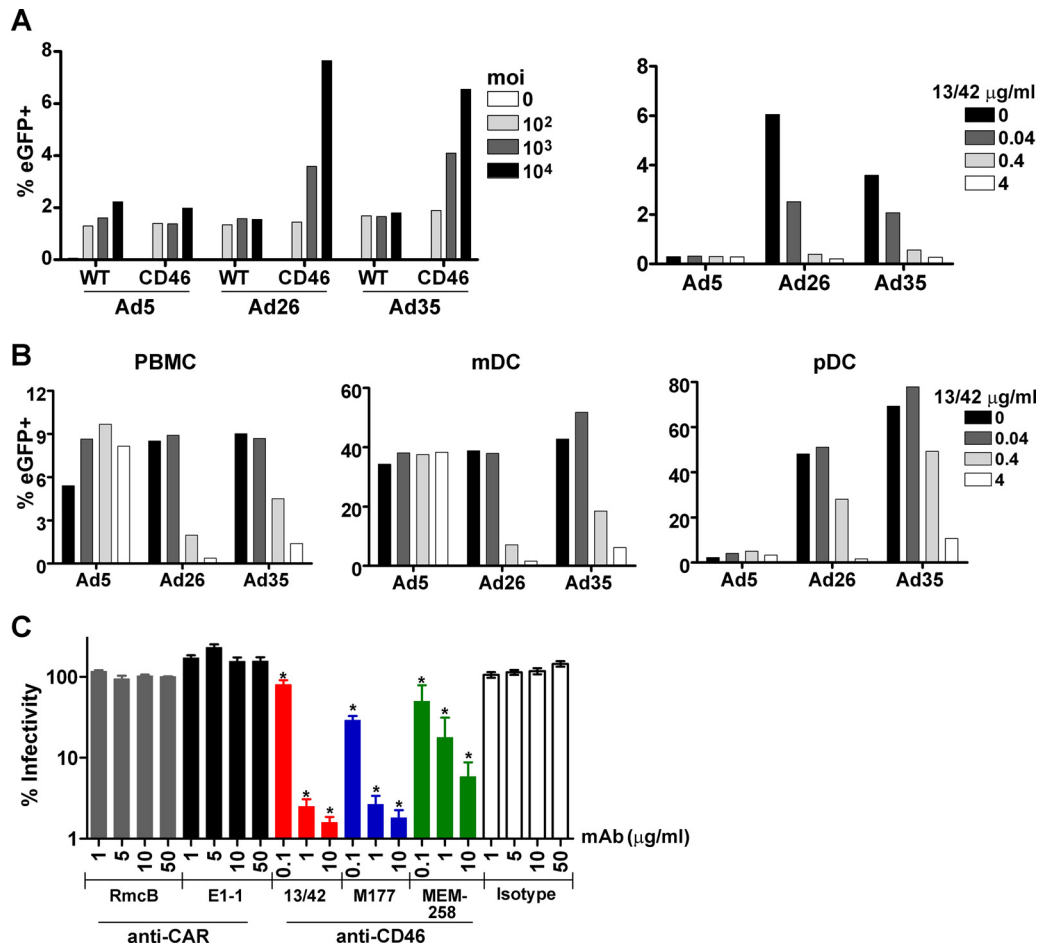 A
% eGFP+
8
6
4
2
0
WT CD46 WT CD46 WT CD46
Ad5 Ad26 Ad35
moi
0
10²
10³
10⁴
8
6
4
2
0
Ad5 Ad26 Ad35
13/42 µg/ml
0
0.04
0.4
4
B
PBMC
% eGFP+
12
9
6
3
0
Ad5 Ad26 Ad35
mDC
60
40
20
0
Ad5 Ad26 Ad35
pDC
80
60
40
20
0
Ad5 Ad26 Ad35
13/42 µg/ml
0
0.04
0.4
4
C
% Infectivity
100
10
1
* * * * * * * * *
1 5 10 50 1 5 10 50 0.1 1 10 0.1 1 10 0.1 1 10 1 5 10 50
mAb (µg/ml)
RmcB E1-1 13/42 M177 MEM-258 Isotype
anti-CAR anti-CD46